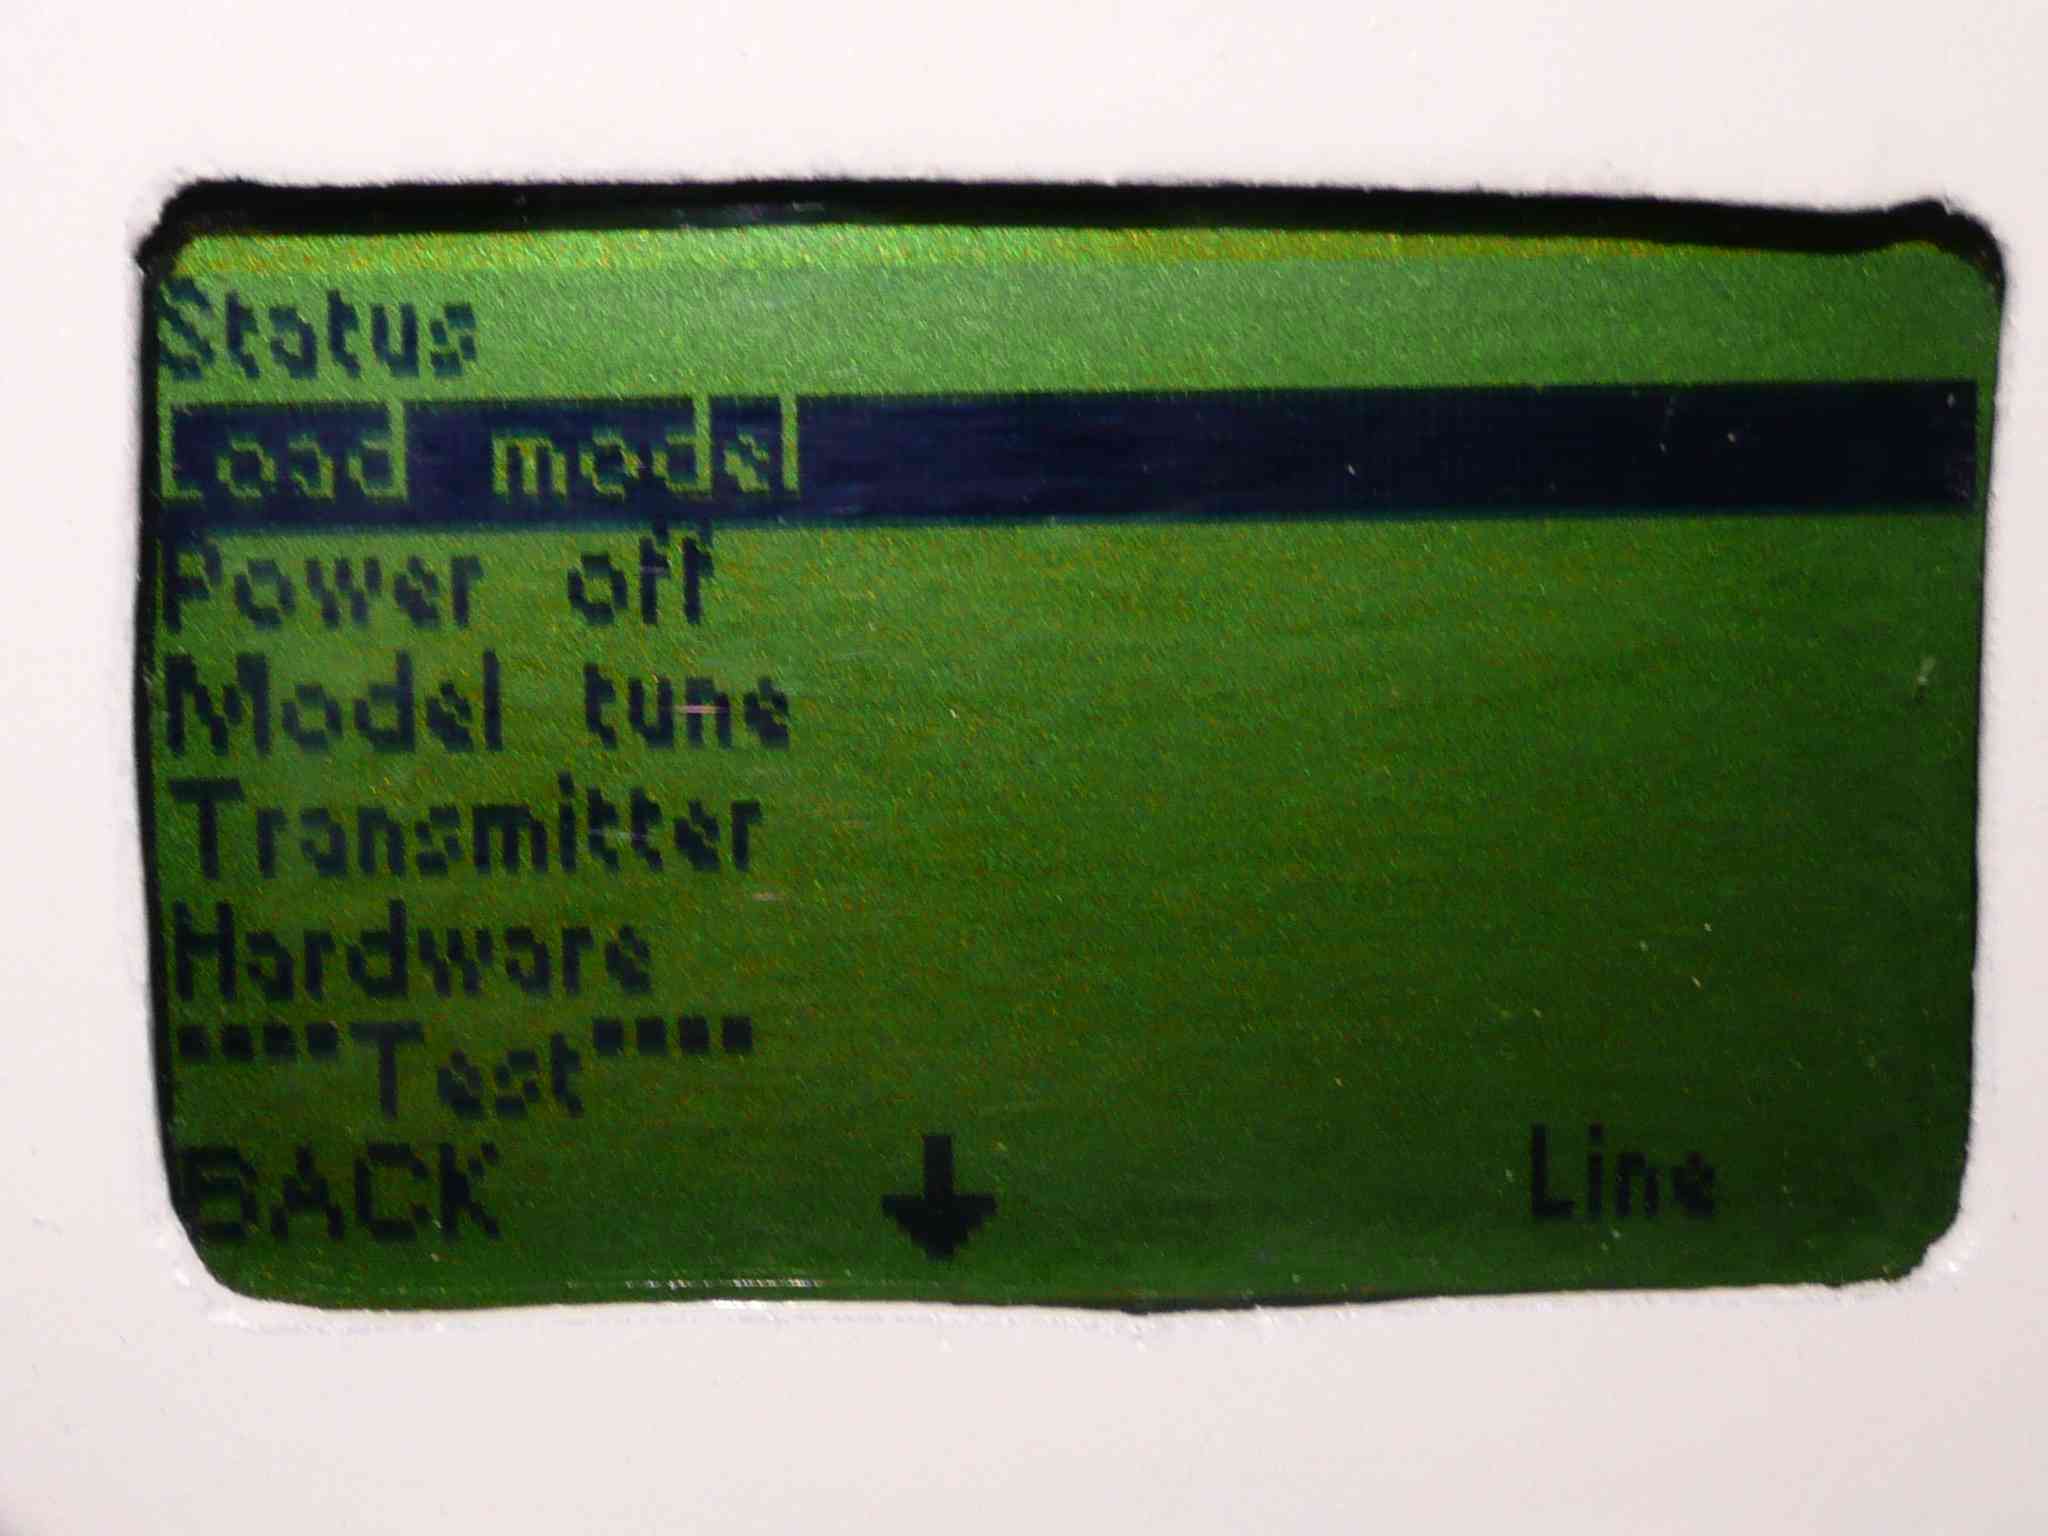 Status
Load model
Power off
Model tune
Transmitter
Hardware
""""Test""""
BACK Line